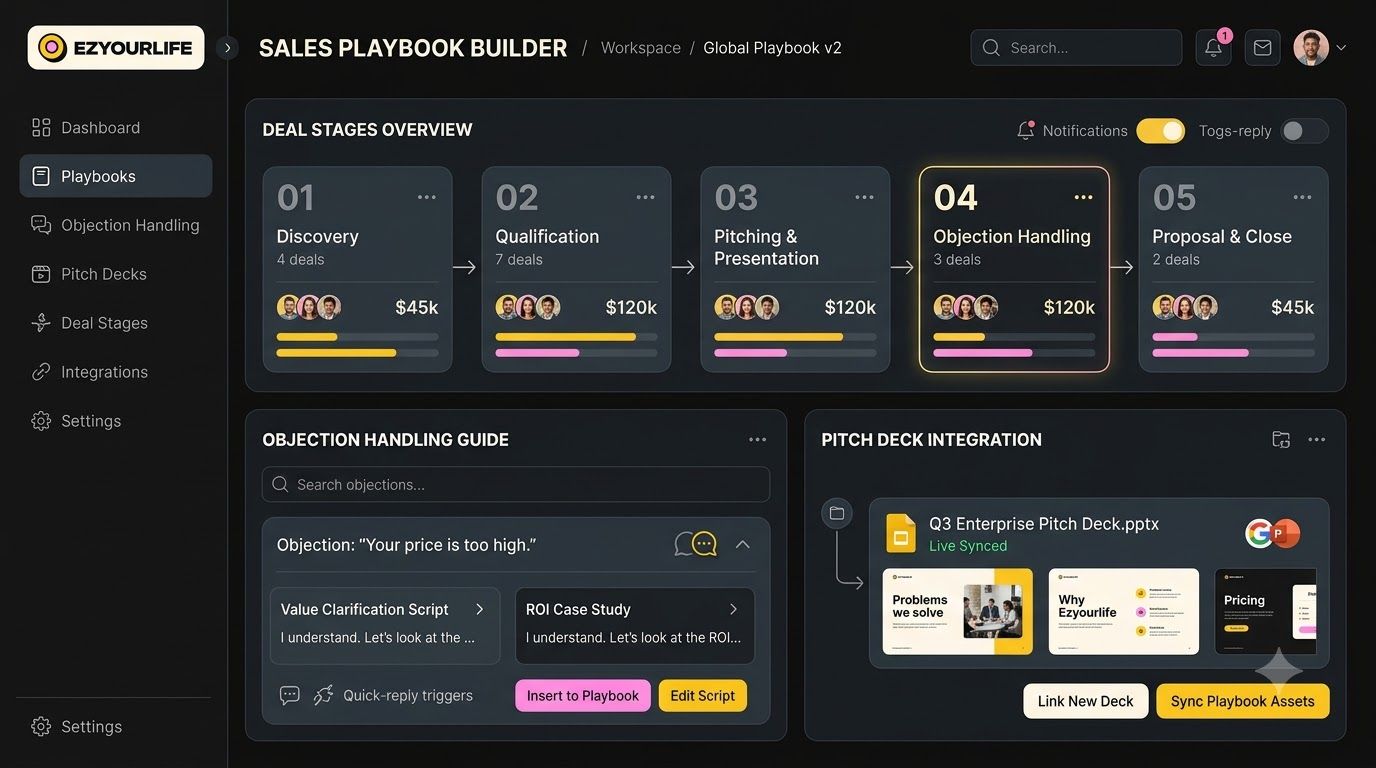 EZYOURLIFE
SALES PLAYBOOK BUILDER / Workspace / Global Playbook v2
Search...
1
Dashboard
Playbooks
Objection Handling
Pitch Decks
Deal Stages
Integrations
Settings
Settings
DEAL STAGES OVERVIEW
Notifications
Togs-reply
01
Discovery
4 deals
$45k
02
Qualification
7 deals
$120k
03
Pitching &
Presentation
$120k
04
Objection Handling
3 deals
$120k
05
Proposal & Close
2 deals
$45k
OBJECTION HANDLING GUIDE
Search objections...
Objection: "Your price is too high."
Value Clarification Script
I understand. Let's look at the ...
ROI Case Study
I understand. Let's look at the ROI...
Quick-reply triggers
Insert to Playbook
Edit Script
PITCH DECK INTEGRATION
Q3 Enterprise Pitch Deck.pptx
Live Synced
G
P
Problems
we solve
Why
Ezyourlife
Pricing
Link New Deck
Sync Playbook Assets